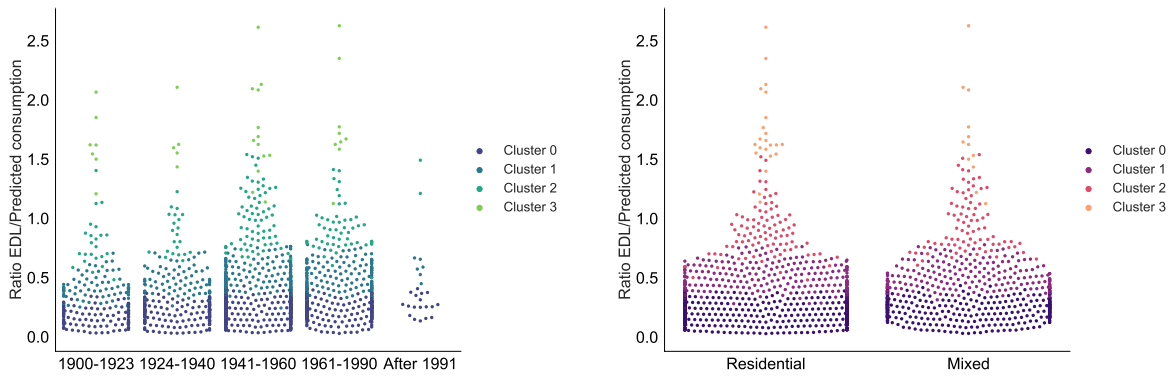 Ratio EDL/Predicted consumption
2.5
2.0
1.5
1.0
0.5
0.0
1900-1923 1924-1940 1941-1960 1961-1990 After 1991
Cluster 0
Cluster 1
Cluster 2
Cluster 3
Ratio EDL/Predicted consumption
2.5
2.0
1.5
1.0
0.5
0.0
Residential Mixed
Cluster 0
Cluster 1
Cluster 2
Cluster 3